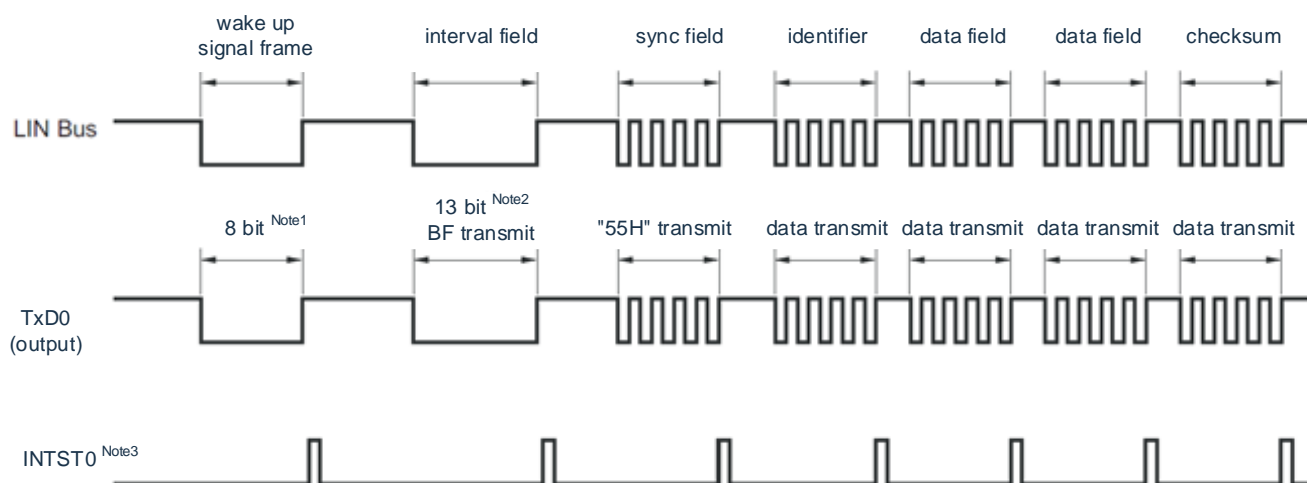 wake up
signal frame
interval field
sync field
identifier
data field
data field
checksum
LIN Bus
8 bit Note1
13 bit Note2
BF transmit
"55H" transmit
data transmit
data transmit
data transmit
data transmit
TxD0
(output)
INTST0 Note3